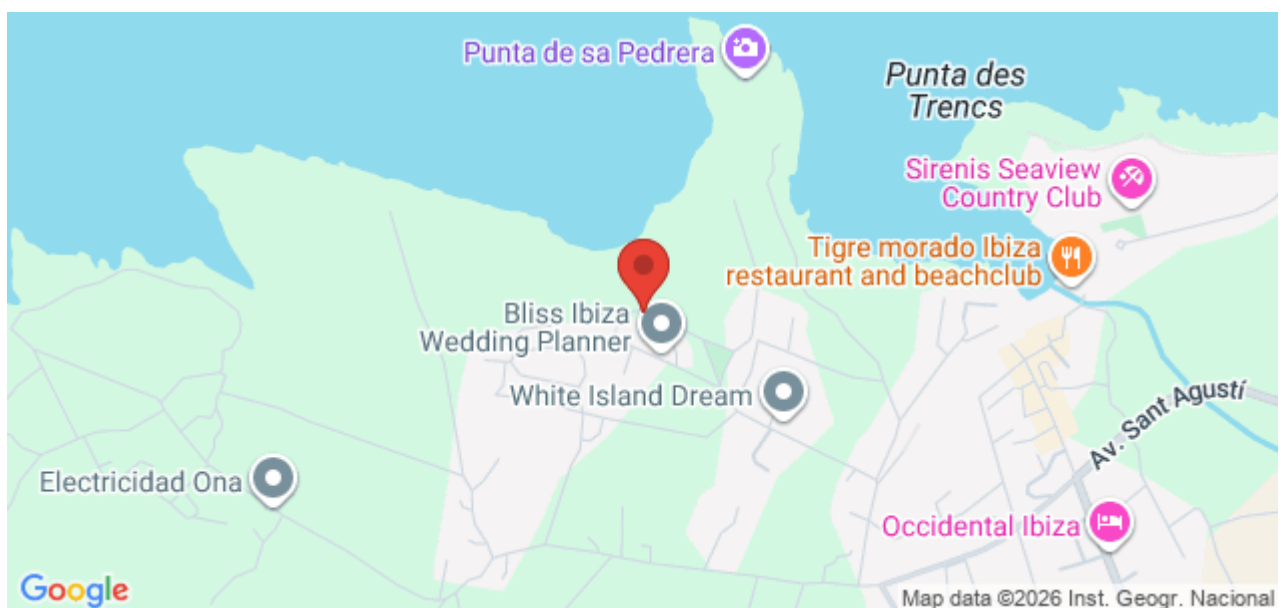 Punta de sa Pedrera
Punta des
Trencs
Sirenis Seaview
Country Club
Tigre morado Ibiza
restaurant and beachclub
Bliss Ibiza
Wedding Planner
White Island Dream
Av. Sant Agustí
Electricidad Ona
Occidental Ibiza
Google
Map data ©2026 Inst. Geogr. Nacional